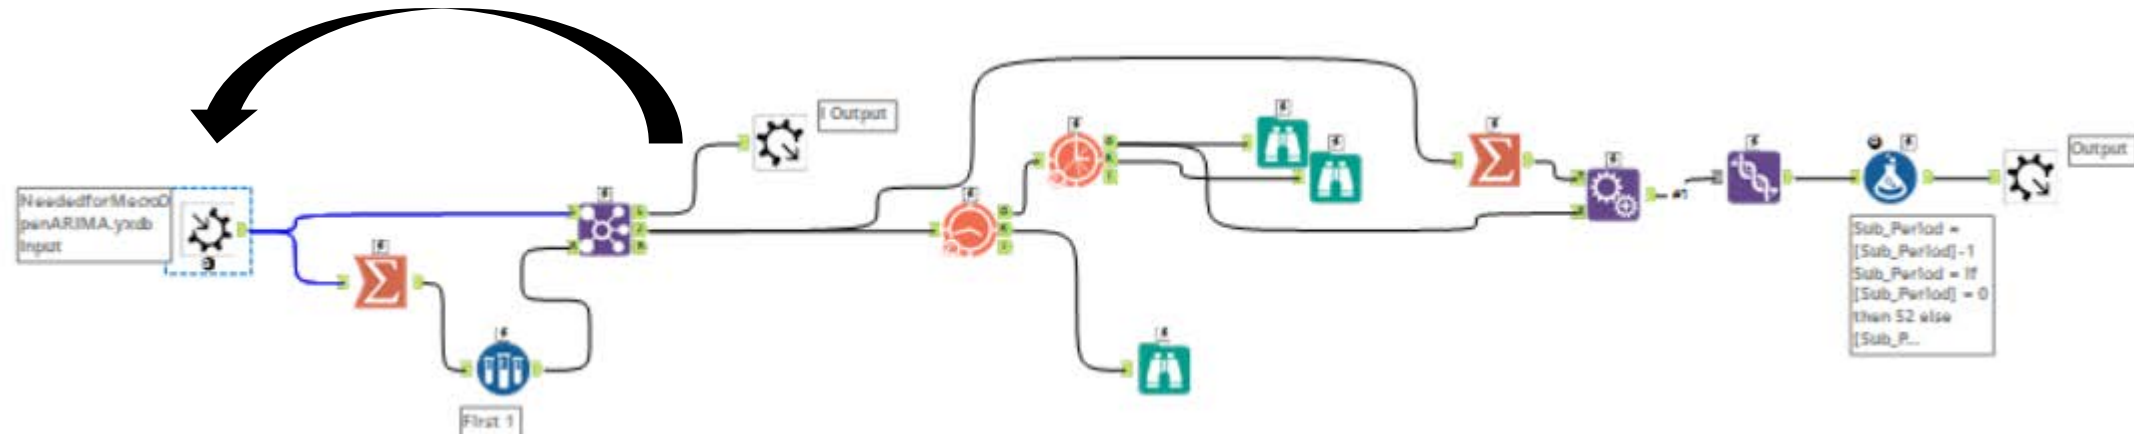 NeededforMacroO
penARIMA.yxdb
Input
I Output
First 1
Sub_Period =
[Sub_Period]-1
Sub_Period = if
[Sub_Period] = 0
then 52 else
[Sub_P...
Output